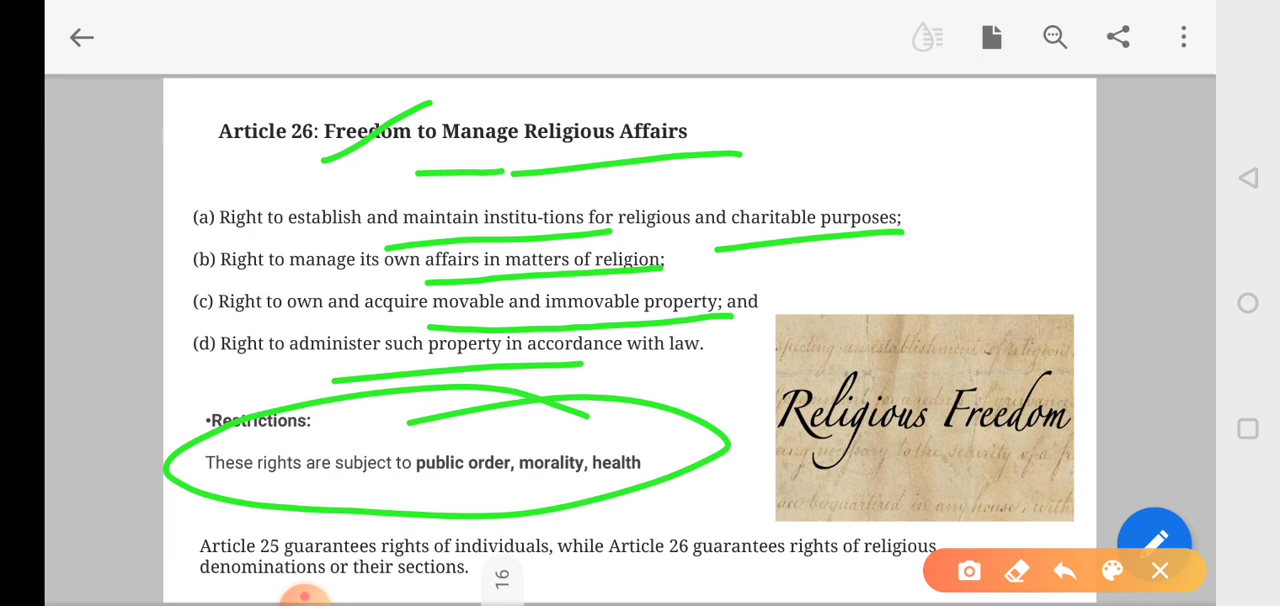 Article 26: Freedom to Manage Religious Affairs
(a) Right to establish and maintain institu-tions for religious and charitable purposes;
(b) Right to manage its own affairs in matters of religion;
(c) Right to own and acquire movable and immovable property; and
(d) Right to administer such property in accordance with law.
•Restrictions:
These rights are subject to public order, morality, health
Religious Freedom
Article 25 guarantees rights of individuals, while Article 26 guarantees rights of religious
denominations or their sections.
16